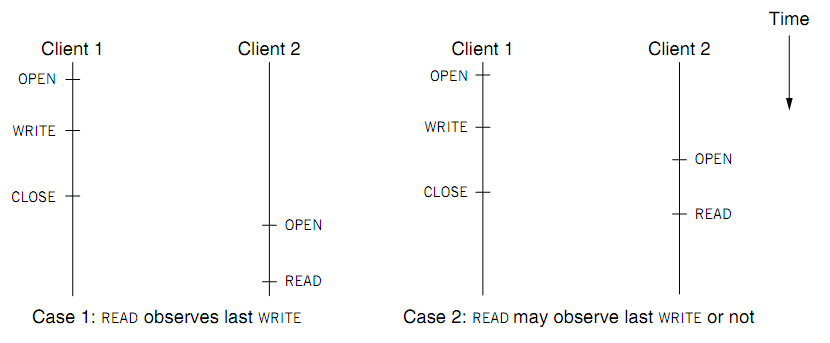 Time
Client 1
Client 2
OPEN
WRITE
CLOSE
OPEN
READ
Case 1: READ observes last WRITE
Client 1
Client 2
OPEN
WRITE
OPEN
CLOSE
READ
Case 2: READ may observe last WRITE or not